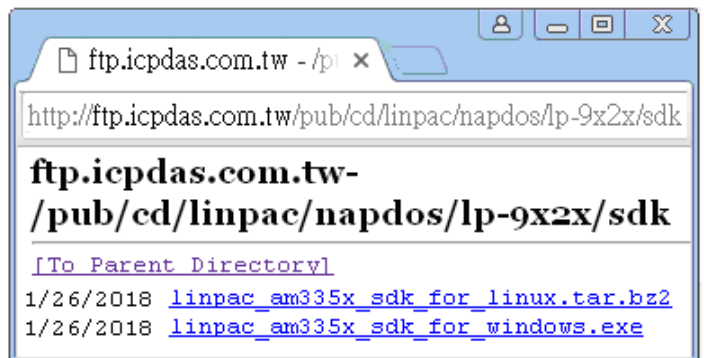 ftp.icpdas.com.tw - /p
http://ftp.icpdas.com.tw/pub/cd/linpac/napdos/lp-9x2x/sdk
ftp.icpdas.com.tw-
/pub/cd/linpac/napdos/lp-9x2x/sdk
[To Parent Directory]
1/26/2018 linpac_am335x_sdk_for_linux.tar.bz2
1/26/2018 linpac_am335x_sdk_for_windows.exe